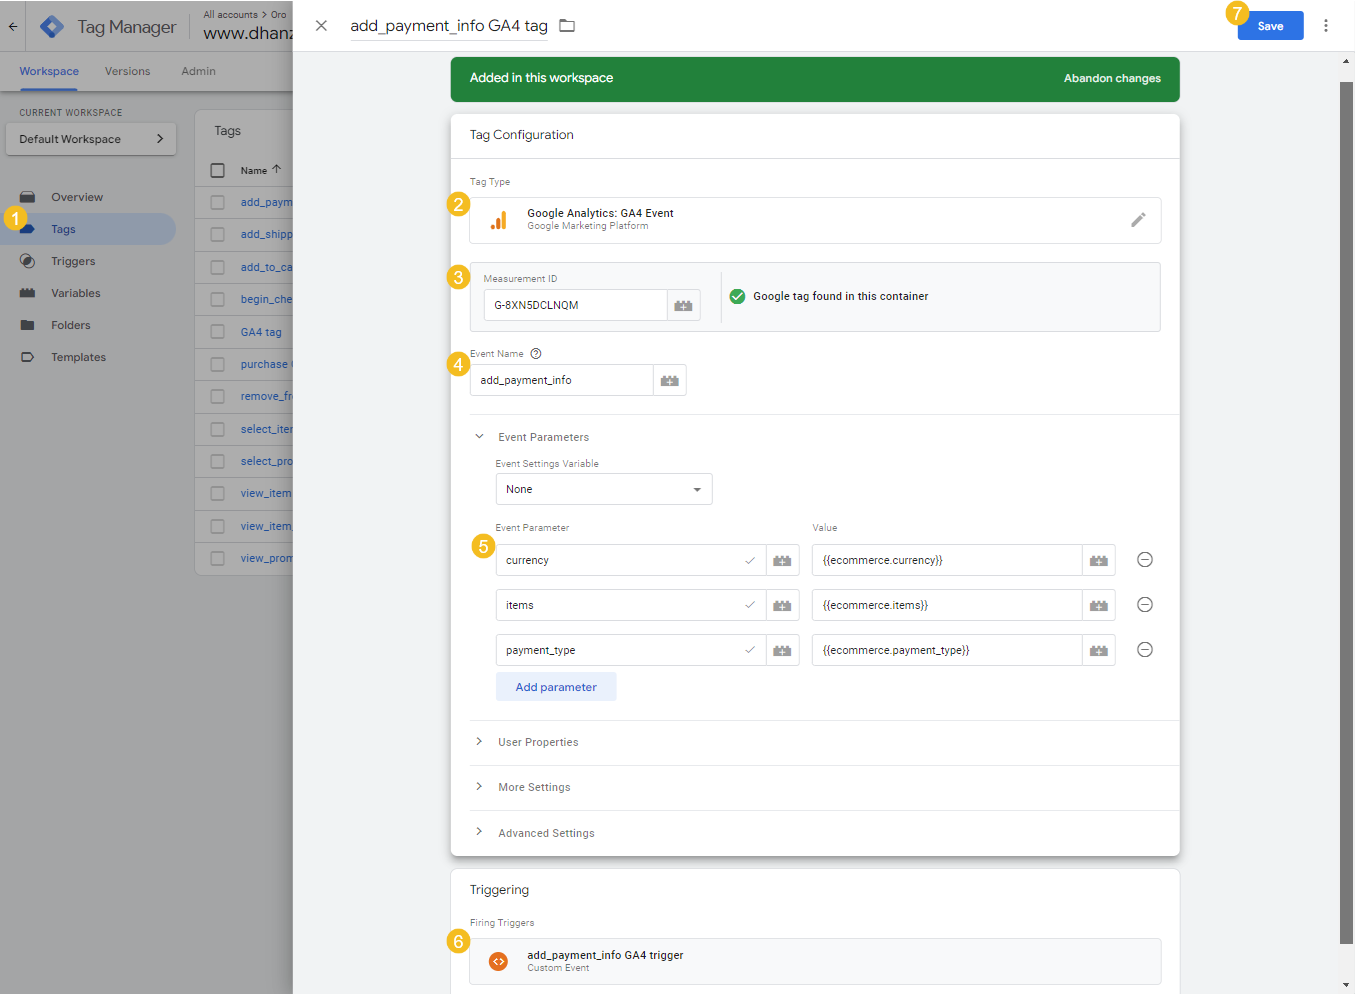 Tag Manager
All accounts > Oro
www.dhanz
add_payment_info GA4 tag
7
Save
Workspace
Versions
Admin
CURRENT WORKSPACE
Default Workspace
Overview
1
Tags
Triggers
Variables
Folders
Templates
Tags
Name
add_paym
add_shipp
add_to_ca
begin_che
GA4 tag
purchase
remove_fr
select_iter
select_pro
view_item
view_item
view_prom
Added in this workspace
Abandon changes
Tag Configuration
Tag Type
2
Google Analytics: GA4 Event
Google Marketing Platform
3
Measurement ID
G-8XN5DCLNQM
Google tag found in this container
4
Event Name
add_payment_info
Event Parameters
Event Settings Variable
None
Event Parameter
Value
5
currency
{{ecommerce.currency}}
items
{{ecommerce.items}}
payment_type
{{ecommerce.payment_type}}
Add parameter
User Properties
More Settings
Advanced Settings
Triggering
Firing Triggers
6
add_payment_info GA4 trigger
Custom Event